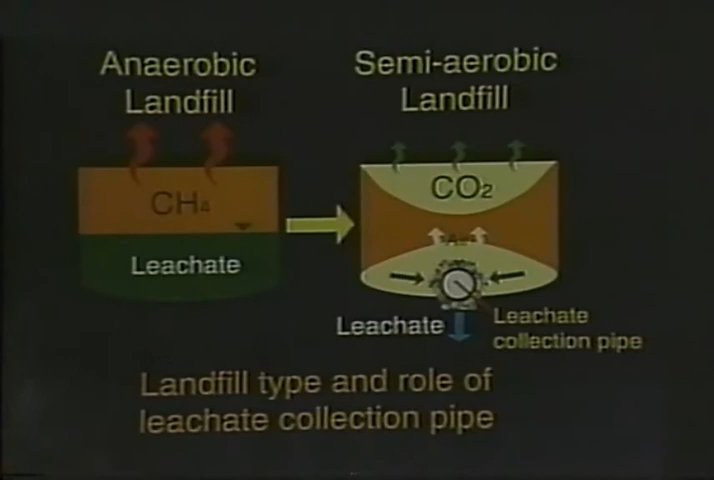 Anaerobic
Landfill
Semi-aerobic
Landfill
CH4
CO2
Leachate
Leachate
Leachate
collection pipe
Landfill type and role of
leachate collection pipe